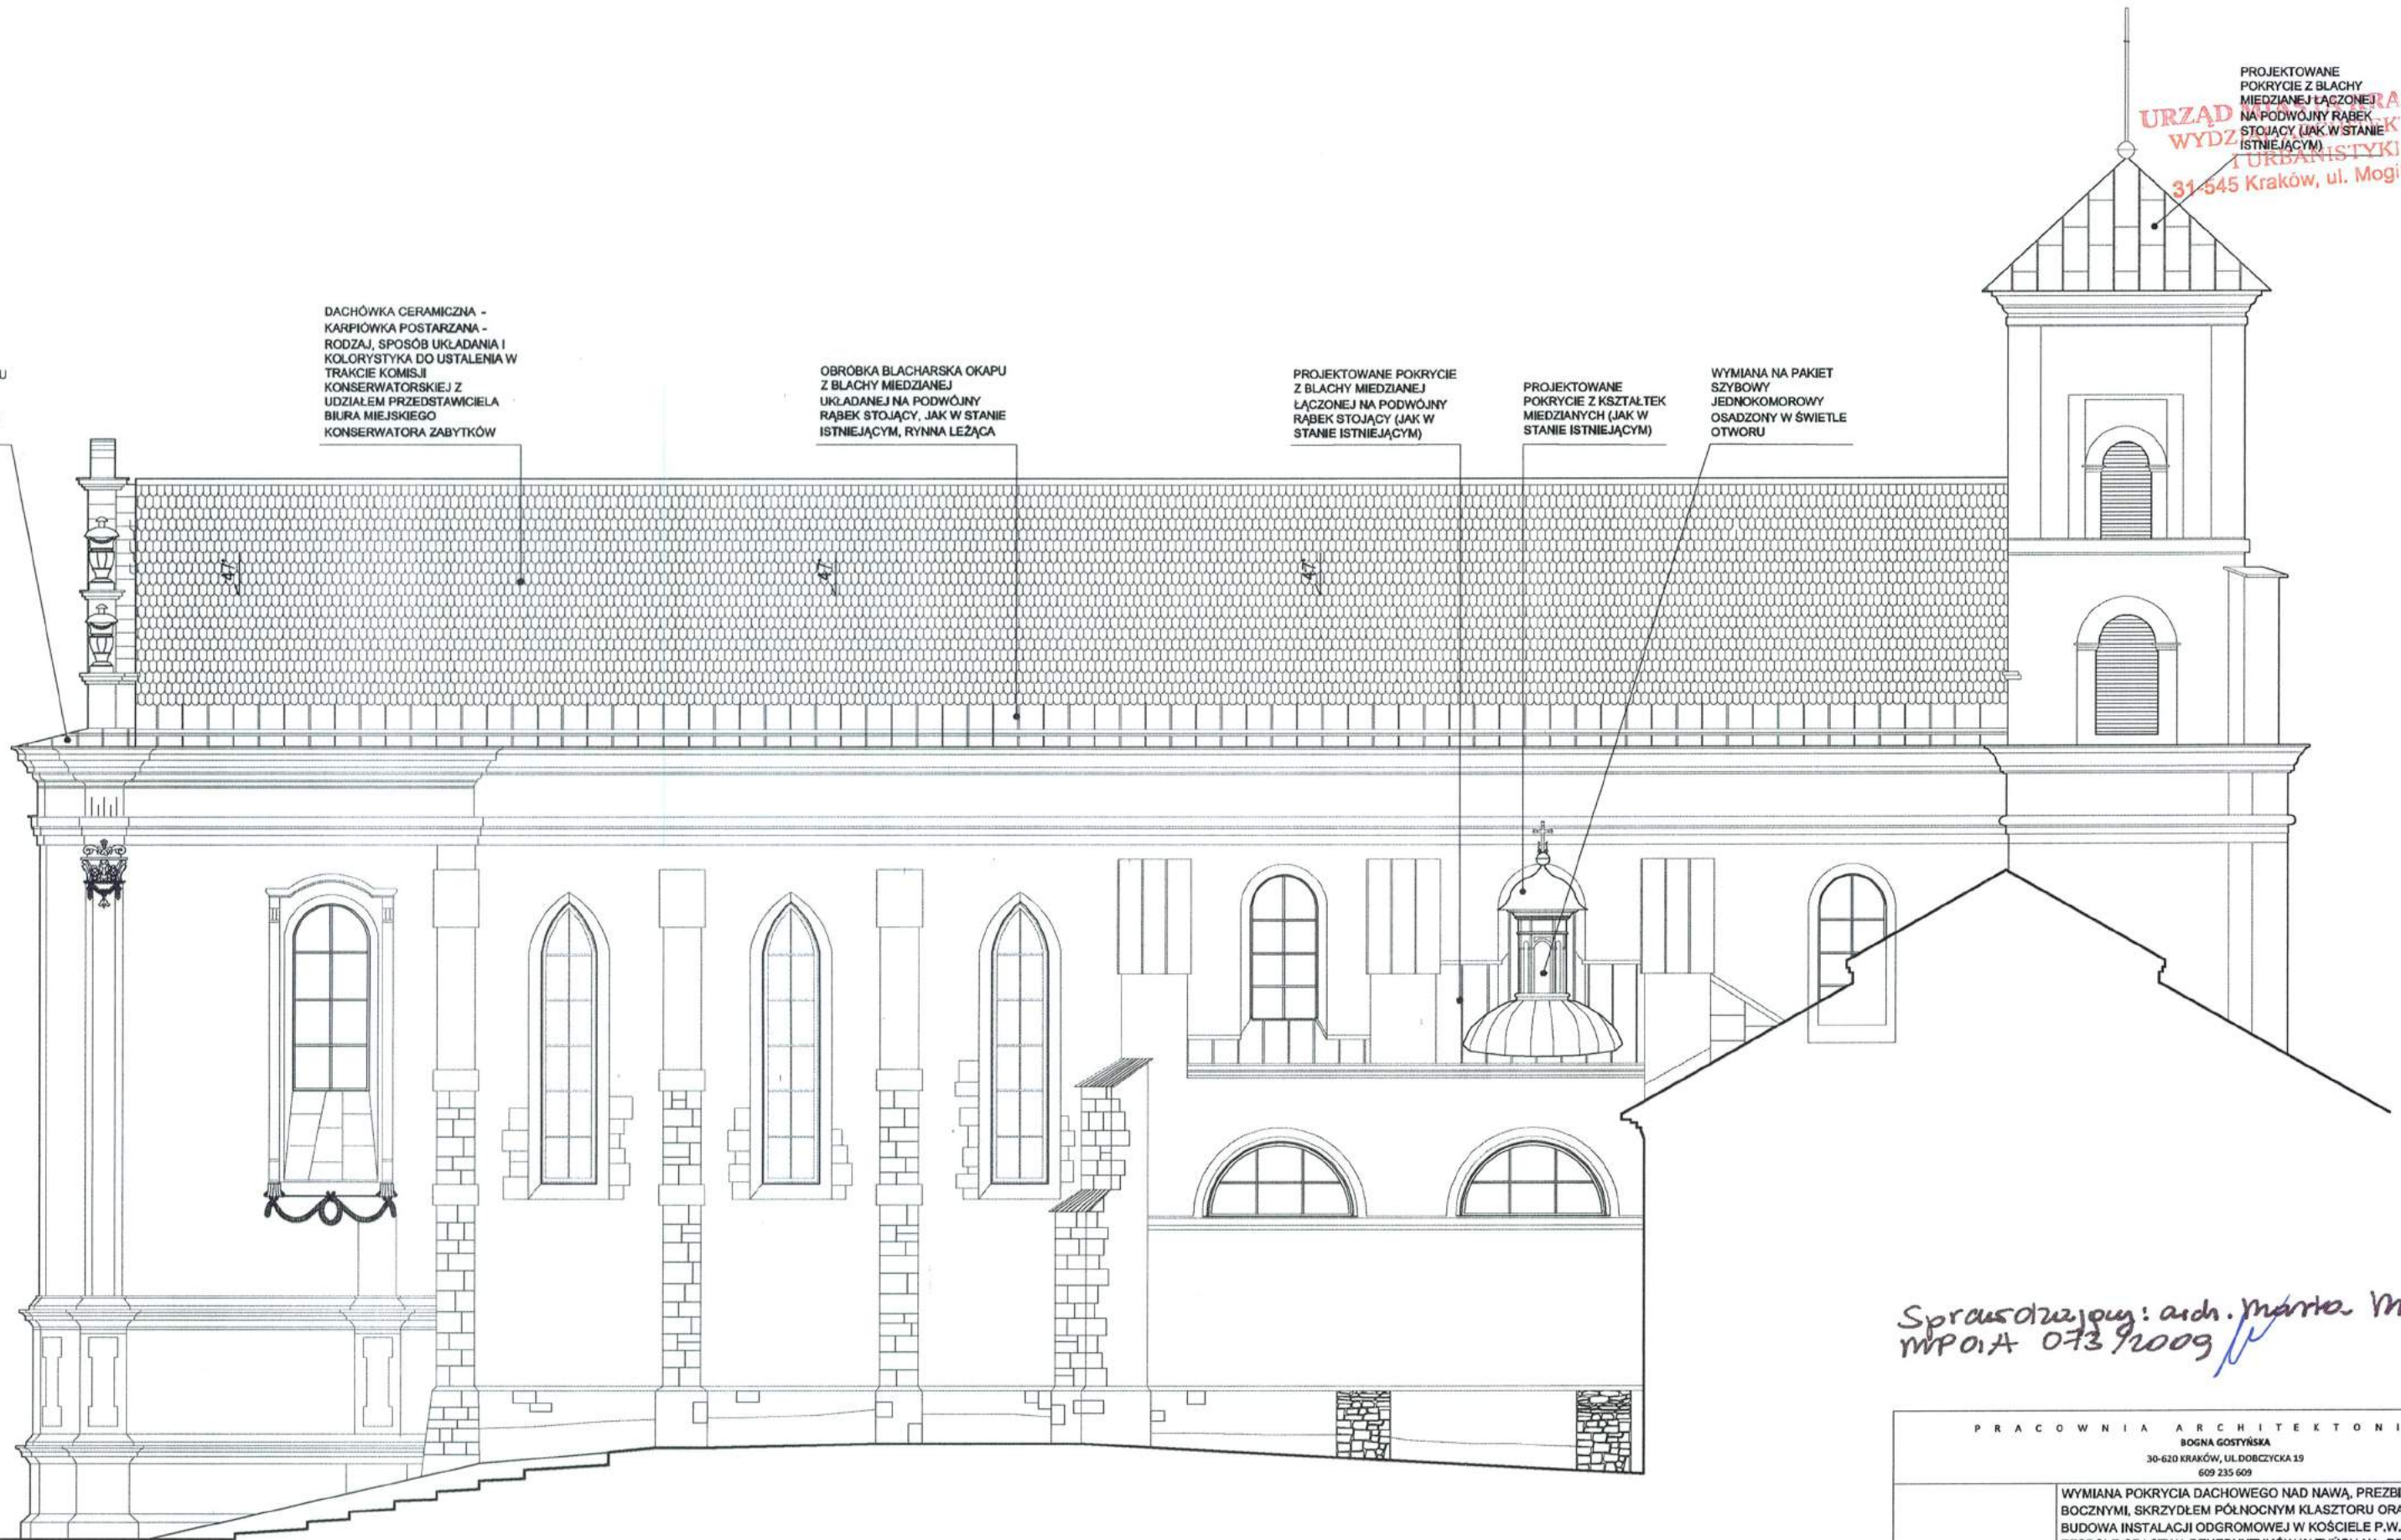 PROJEKTOWANE
POKRYCIE Z BLACHY
MIEDZIANEJ ŁĄCZONEJ
NA PODWÓJNY RĄBEK
STOJĄCY (JAK W STANIE
ISTNIEJĄCYM)
URZĄD MIASTA KRA
WYDZIAŁ ARCHITEK
I URBANISTYKI
31-545 Kraków, ul. Mogi
U
DACHÓWKA CERAMICZNA -
KARPIÓWKA POSTARZANA -
RODZAJ, SPOSÓB UKŁADANIA I
KOLORYSTYKA DO USTALENIA W
TRAKCIE KOMISJI
KONSERWATORSKIEJ Z
UDZIAŁEM PRZEDSTAWICIELA
BIURA MIEJSKIEGO
KONSERWATORA ZABYTKÓW
OBRÓBKA BLACHARSKA OKAPU
Z BLACHY MIEDZIANEJ
UKŁADANEJ NA PODWÓJNY
RĄBEK STOJĄCY, JAK W STANIE
ISTNIEJĄCYM, RYNNA LEŻĄCA
PROJEKTOWANE POKRYCIE
Z BLACHY MIEDZIANEJ
ŁĄCZONEJ NA PODWÓJNY
RĄBEK STOJĄCY (JAK W
STANIE ISTNIEJĄCYM)
PROJEKTOWANE
POKRYCIE Z KSZTAŁTEK
MIEDZIANYCH (JAK W
STANIE ISTNIEJĄCYM)
WYMIANA NA PAKIET
SZYBOWY
JEDNOKOMOROWY
OSADZONY W ŚWIETLE
OTWORU
47°
47°
47°
Sprawdzający: arch. Marta M
MPOIA 073/2009
PRACOWNIA ARCHITEKTONI
BOGNA GOSTYŃSKA
30-620 KRAKÓW, UL.DOBCZYCKA 19
609 235 609
WYMIANA POKRYCIA DACHOWEGO NAD NAWĄ, PREZBI
BOCZNYMI, SKRZYDŁEM PÓŁNOCNYM KLASZTORU ORA
BUDOWA INSTALACJI ODGROMOWEJ W KOŚCIELE P.W.